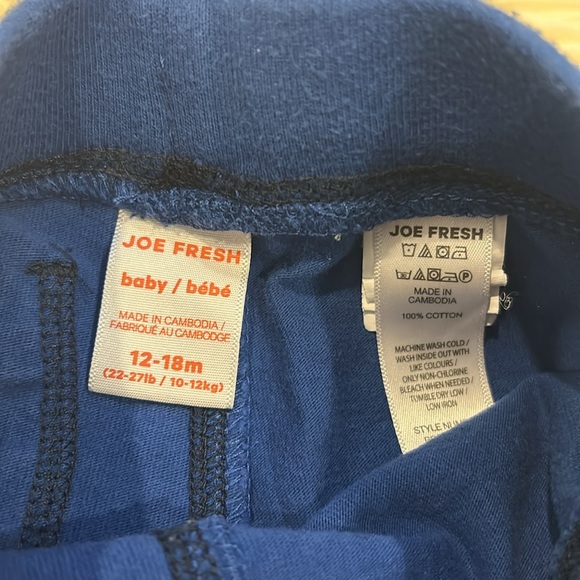 JOE FRESH
baby / bébé
MADE IN CAMBODIA /
FABRIQUÉ AU CAMBODGE
12-18m
(22-27lb / 10-12kg)
JOE FRESH
MADE IN
CAMBODIA
100% COTTON
MACHINE WASH COLD /
WASH INSIDE OUT WITH
LIKE COLOURS /
ONLY NON-CHLORINE
BLEACH WHEN NEEDED /
TUMBLE DRY LOW /
LOW IRON
STYLE NUM